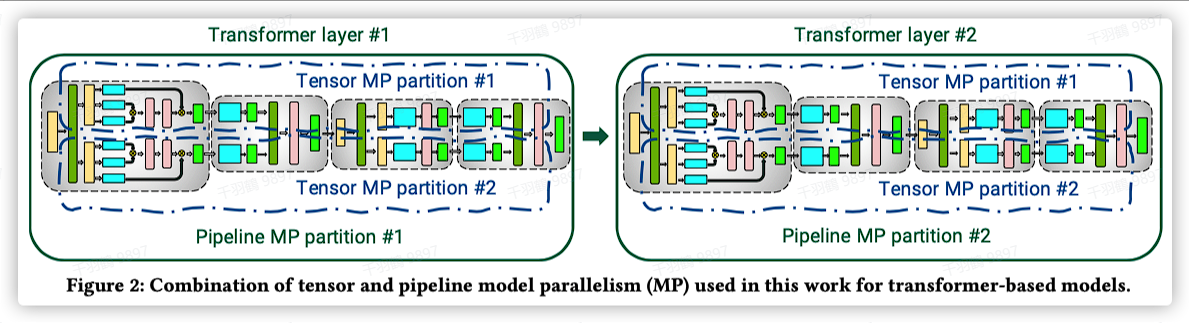 Transformer layer #1
Transformer layer #2
Tensor MP partition #1
Tensor MP partition #1
Tensor MP partition #2
Tensor MP partition #2
Pipeline MP partition #1
Pipeline MP partition #2
Figure 2: Combination of tensor and pipeline model parallelism (MP) used in this work for transformer-based models.